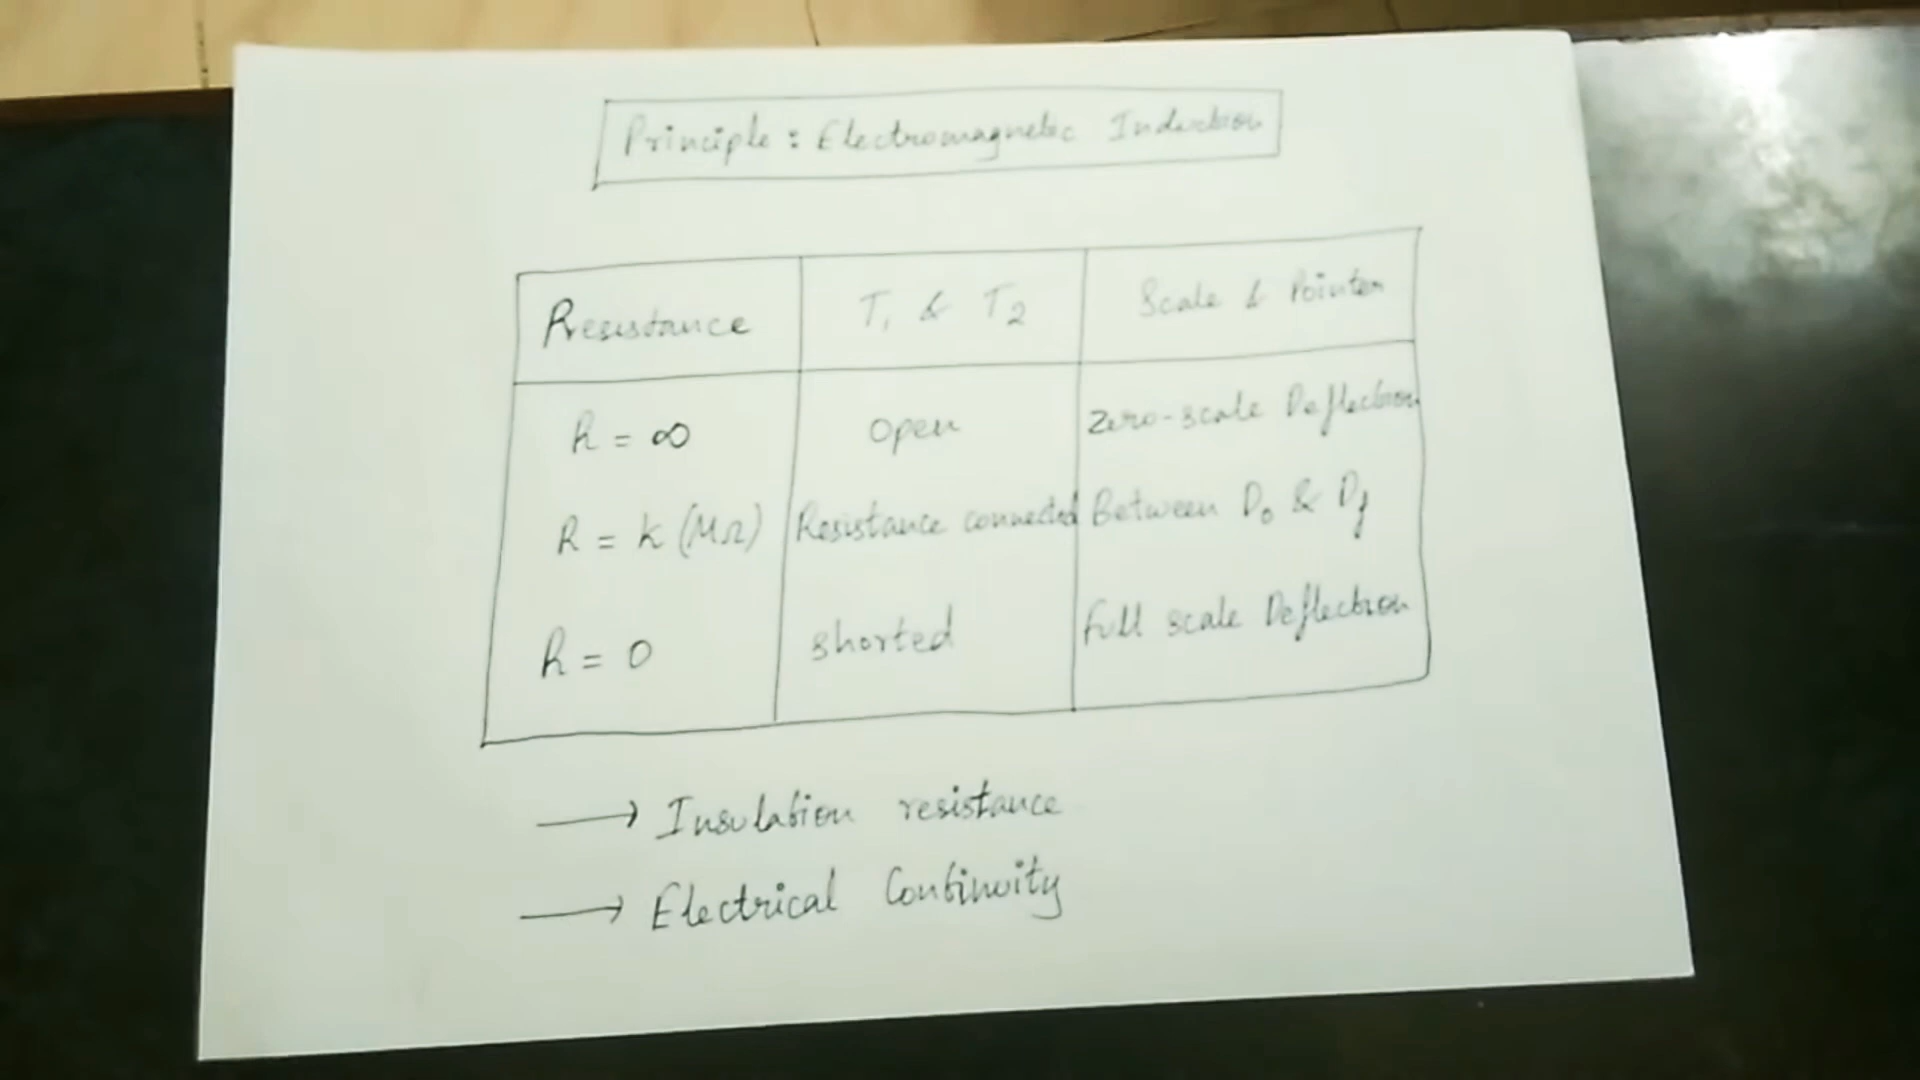 Principle : Electromagnetic Induction
Resistance T1 & T2 Scale & Pointer
R = ∞ open Zero-scale Deflection
R = k (MΩ) Resistance connected Between D0 & Df
R = 0 shorted full scale Deflection
→ Insulation resistance
→ Electrical Continuity